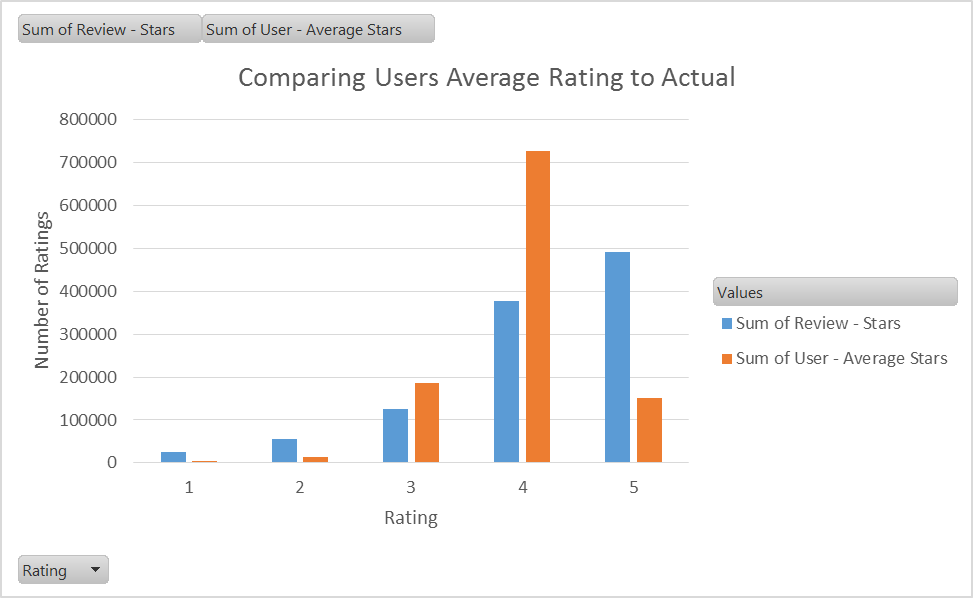 Sum of Review - Stars
Sum of User - Average Stars
Comparing Users Average Rating to Actual
800000
700000
600000
500000
400000
300000
200000
100000
0
Number of Ratings
1 2 3 4 5
Rating
Values
Sum of Review - Stars
Sum of User - Average Stars
Rating